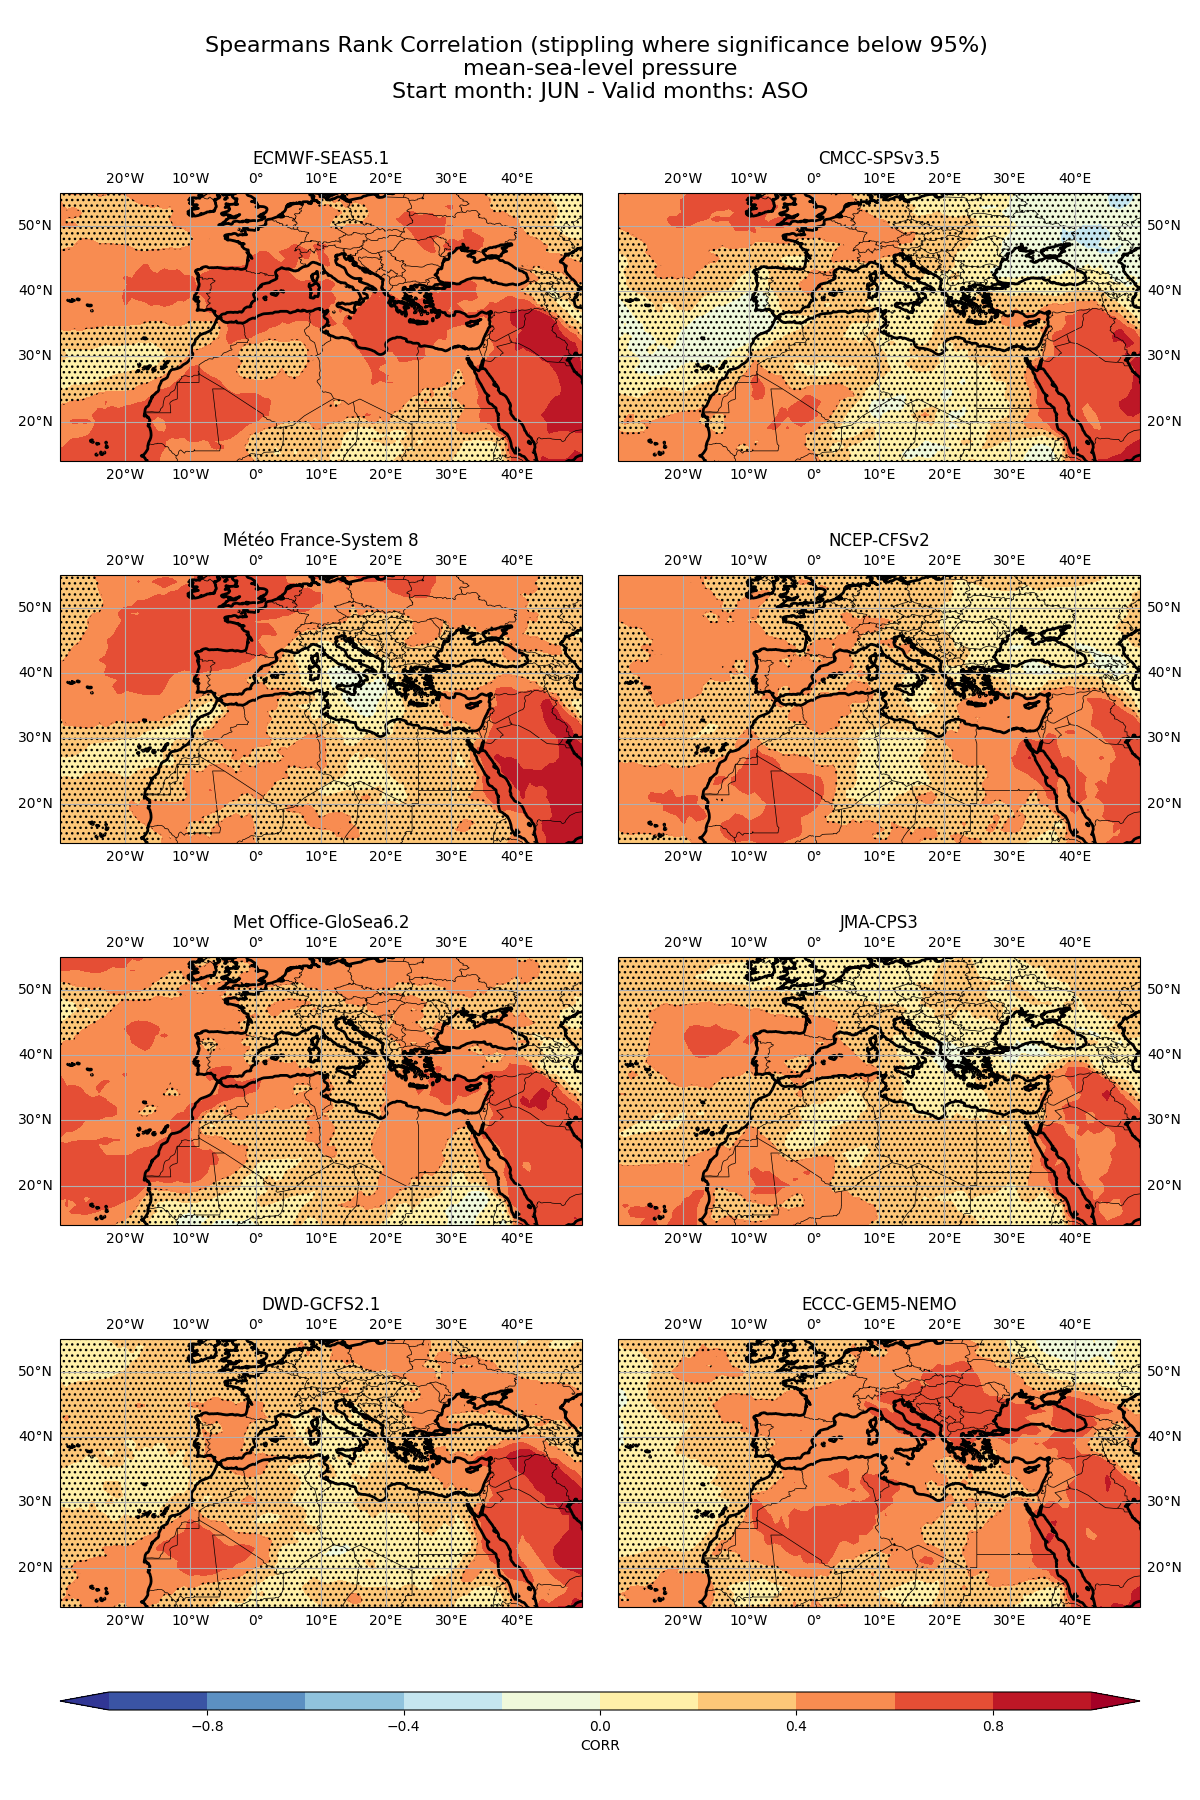 Spearmans Rank Correlation (stippling where significance below 95%)
mean-sea-level pressure
Start month: JUN - Valid months: ASO
ECMWF-SEAS5.1
CMCC-SPSv3.5
20°W 10°W 0° 10°E 20°E 30°E 40°E
20°W 10°W 0° 10°E 20°E 30°E 40°E
50°N
50°N
40°N
40°N
30°N
30°N
20°N
20°N
20°W 10°W 0° 10°E 20°E 30°E 40°E
20°W 10°W 0° 10°E 20°E 30°E 40°E
Météo France-System 8
NCEP-CFSv2
20°W 10°W 0° 10°E 20°E 30°E 40°E
20°W 10°W 0° 10°E 20°E 30°E 40°E
50°N
50°N
40°N
40°N
30°N
30°N
20°N
20°N
20°W 10°W 0° 10°E 20°E 30°E 40°E
20°W 10°W 0° 10°E 20°E 30°E 40°E
Met Office-GloSea6.2
JMA-CPS3
20°W 10°W 0° 10°E 20°E 30°E 40°E
20°W 10°W 0° 10°E 20°E 30°E 40°E
50°N
50°N
40°N
40°N
30°N
30°N
20°N
20°N
20°W 10°W 0° 10°E 20°E 30°E 40°E
20°W 10°W 0° 10°E 20°E 30°E 40°E
DWD-GCFS2.1
ECCC-GEM5-NEMO
20°W 10°W 0° 10°E 20°E 30°E 40°E
20°W 10°W 0° 10°E 20°E 30°E 40°E
50°N
50°N
40°N
40°N
30°N
30°N
20°N
20°N
20°W 10°W 0° 10°E 20°E 30°E 40°E
20°W 10°W 0° 10°E 20°E 30°E 40°E
−0.8 −0.4 0.0 0.4 0.8
CORR